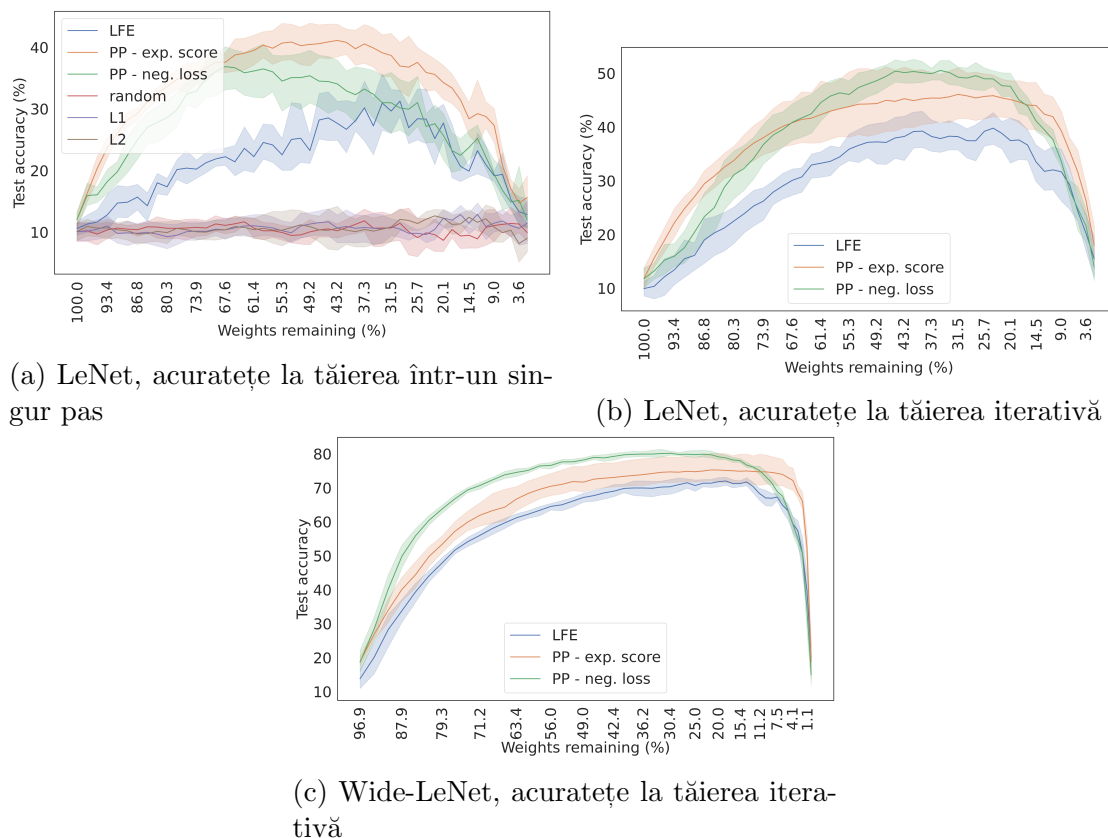 LFE
PP - exp. score
PP - neg. loss
random
L1
L2
Test accuracy (%)
40
30
20
10
100.0
93.4
86.8
80.3
73.9
67.6
61.4
55.3
49.2
43.2
37.3
31.5
25.7
20.1
14.5
9.0
3.6
Weights remaining (%)
(a) LeNet, acuratețe la tăierea într-un sin-
gur pas
Test accuracy (%)
50
40
30
20
10
LFE
PP - exp. score
PP - neg. loss
100.0
93.4
86.8
80.3
73.9
67.6
61.4
55.3
49.2
43.2
37.3
31.5
25.7
20.1
14.5
9.0
3.6
Weights remaining (%)
(b) LeNet, acuratețe la tăierea iterativă
Test accuracy
80
70
60
50
40
30
20
10
LFE
PP - exp. score
PP - neg. loss
96.9
87.9
79.3
71.2
63.4
56.0
49.0
42.4
36.2
30.4
25.0
20.0
15.4
11.2
7.5
4.1
1.1
Weights remaining (%)
(c) Wide-LeNet, acuratețe la tăierea itera-
tivă